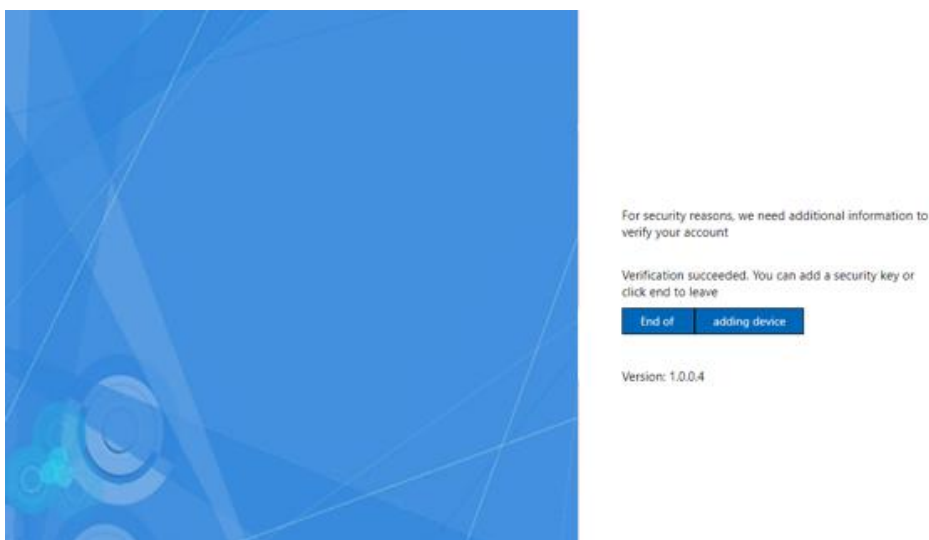 For security reasons, we need additional information to
verify your account
Verification succeeded. You can add a security key or
click end to leave
End of
adding device
Version: 1.0.0.4